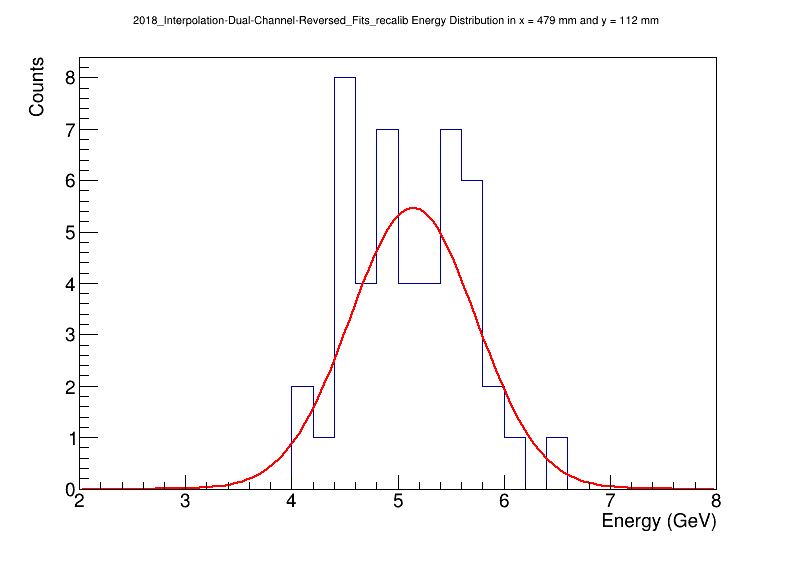 2018_Interpolation-Dual-Channel-Reversed_Fits_recalib Energy Distribution in x = 479 mm and y = 112 mm
Counts
8
7
6
5
4
3
2
1
0
2 3 4 5 6 7 8
Energy (GeV)